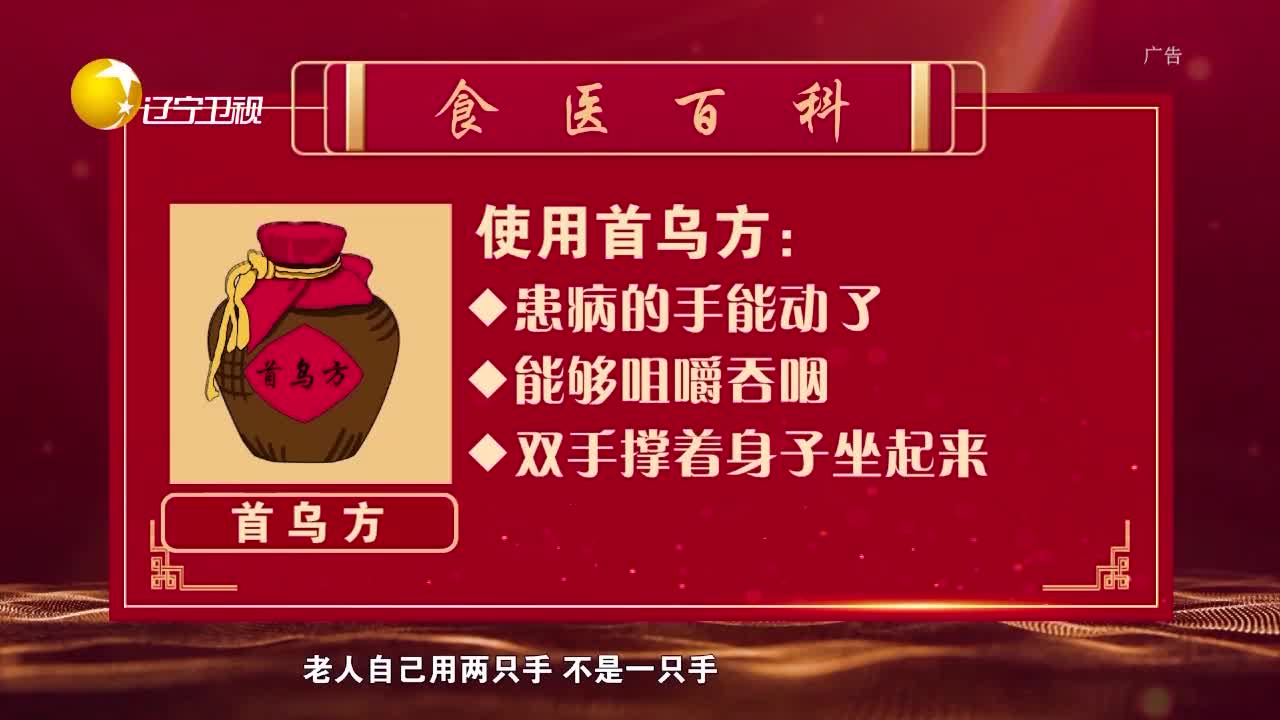 广告
辽宁卫视
食医百科
使用首乌方：
◆患病的手能动了
◆能够咀嚼吞咽
◆双手撑着身子坐起来
首乌方
首乌方
老人自己用两只手 不是一只手